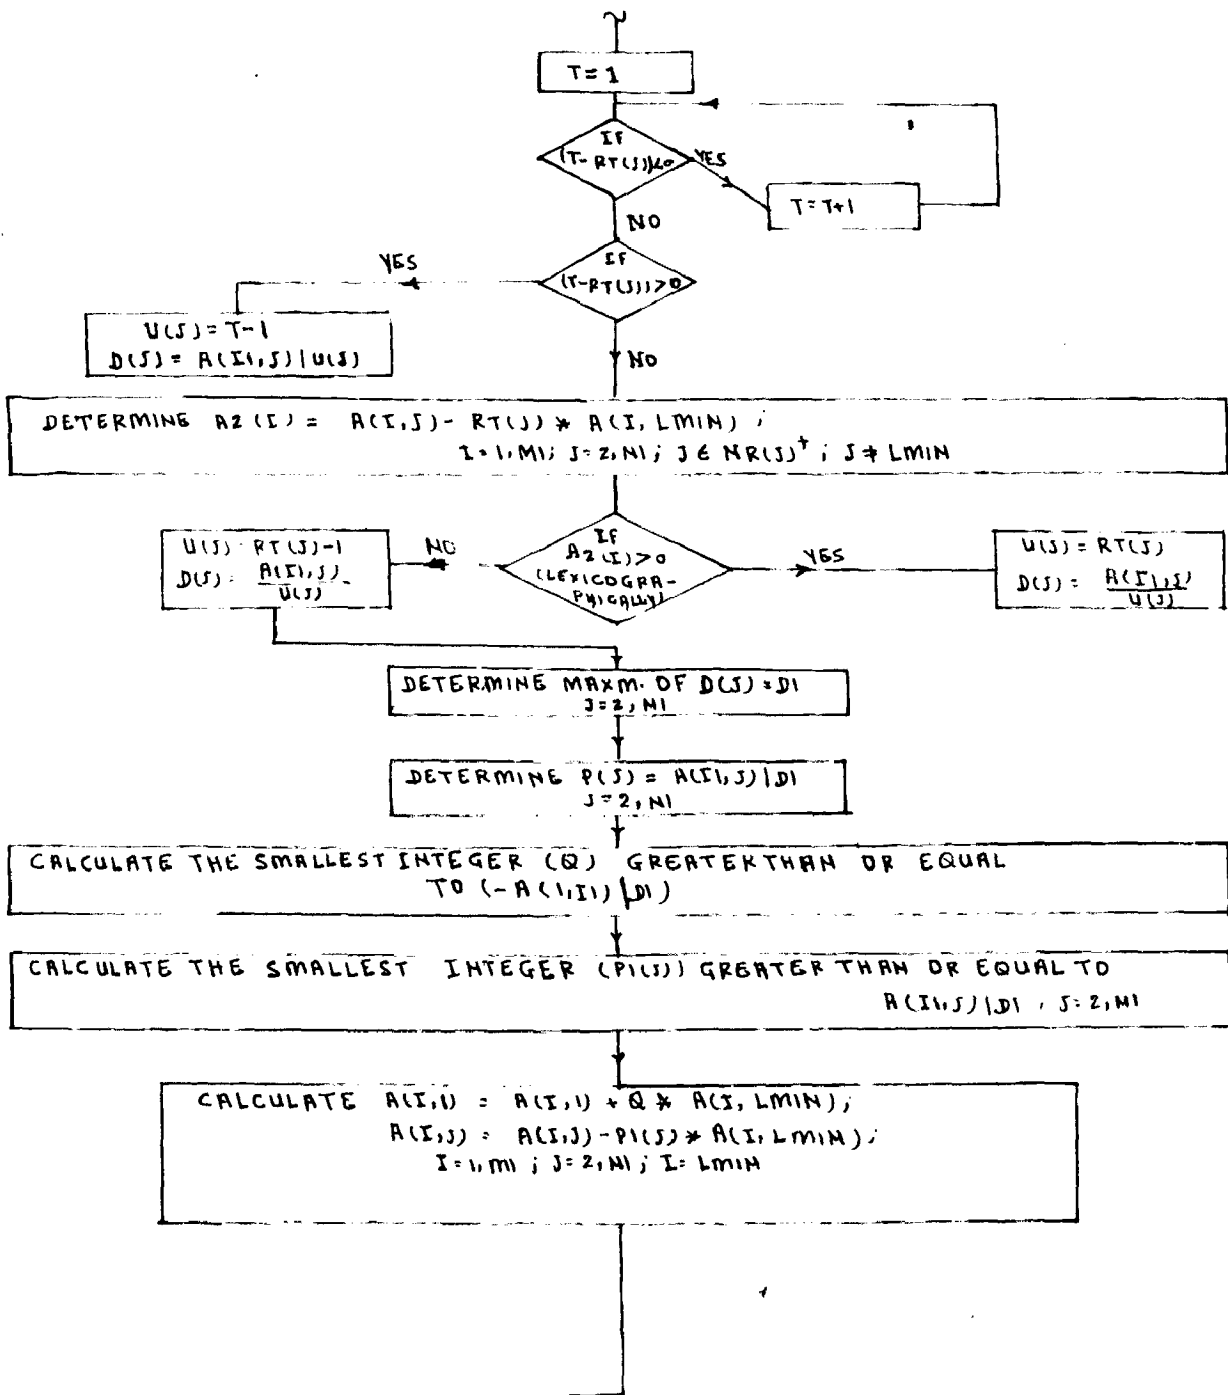 T=1
IF
(T-RT(J))<0
YES
T=T+1
NO
IF
(T-RT(J))>0
YES
U(J)=T-1
D(J)= A(I1,J)|U(J)
NO
DETERMINE A2(I) = A(I,J)- RT(J) * A(I, LMIN) ;
I=1,M1; J=2,N1; J ∈ NR(J)+ ; J ≠ LMIN
IF
A2(I)>0
(LEXICOGRA-
PHICALLY)
NO
U(J) = RT(J)-1
D(J) = A(I1,J)
U(J)
YES
U(J) = RT(J)
D(J) = A(I1,J)
U(J)
DETERMINE MAXM. OF D(J) = D1
J=2, N1
DETERMINE P(J) = A(I1,J)|D1
J=2, N1
CALCULATE THE SMALLEST INTEGER (Q) GREATER THAN OR EQUAL
TO (-A(1,I1)|D1)
CALCULATE THE SMALLEST INTEGER (P1(J)) GREATER THAN OR EQUAL TO
A(I1,J)|D1 , J=2, N1
CALCULATE A(I,1) = A(I,1) + Q * A(I, LMIN);
A(I,J) = A(I,J)-P1(J)* A(I, LMIN);
I=1,M1 ; J=2, N1; I= LMIN